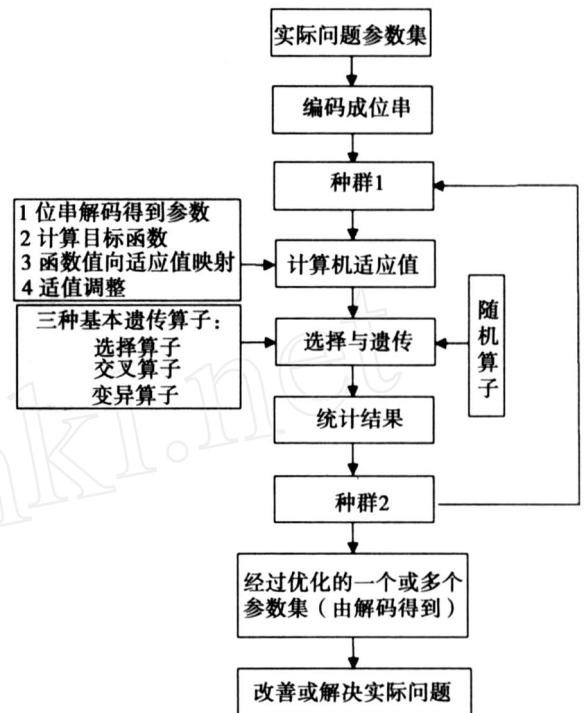 实际问题参数集
编码成位串
种群1
1 位串解码得到参数
2 计算目标函数
3 函数值向适应值映射
4 适值调整
计算机适应值
三种基本遗传算子：
选择算子
交叉算子
变异算子
选择与遗传
随机算子
统计结果
种群2
经过优化的一个或多个
参数集（由解码得到）
改善或解决实际问题
nki.net